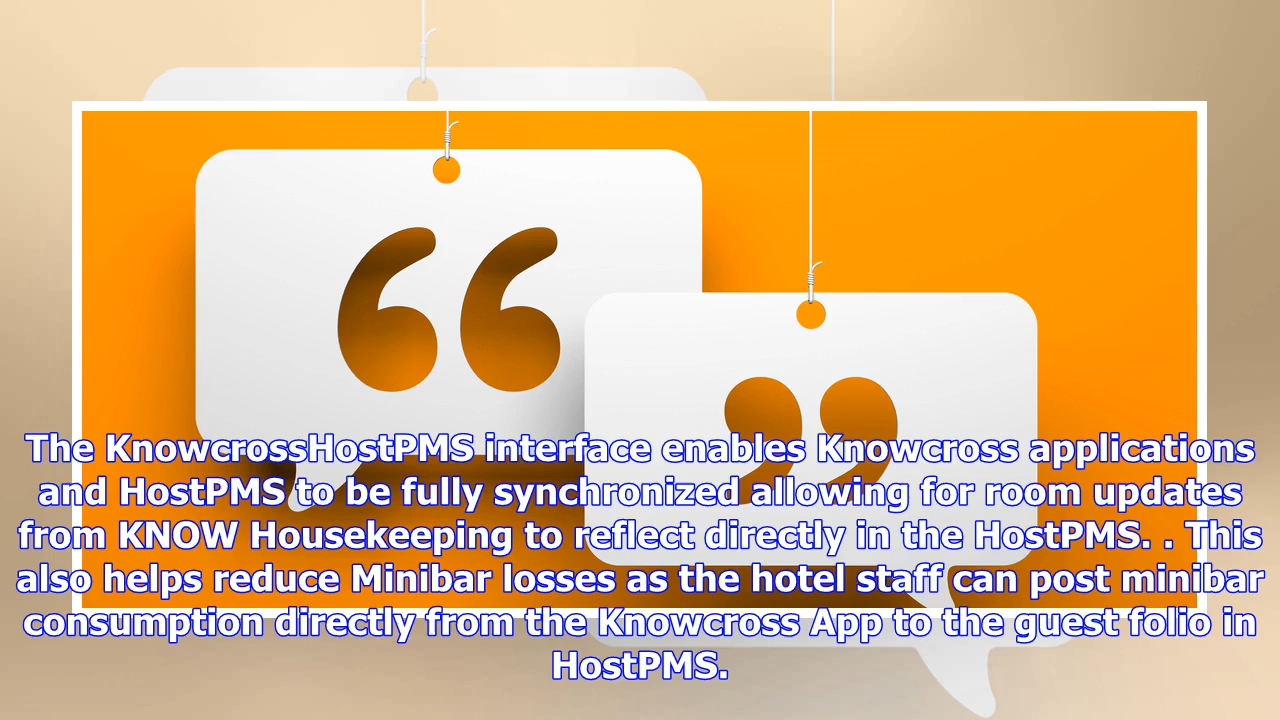 The KnowcrossHostPMS interface enables Knowcross applications
and HostPMS to be fully synchronized allowing for room updates
from KNOW Housekeeping to reflect directly in the HostPMS. . This
also helps reduce Minibar losses as the hotel staff can post minibar
consumption directly from the Knowcross App to the guest folio in
HostPMS.